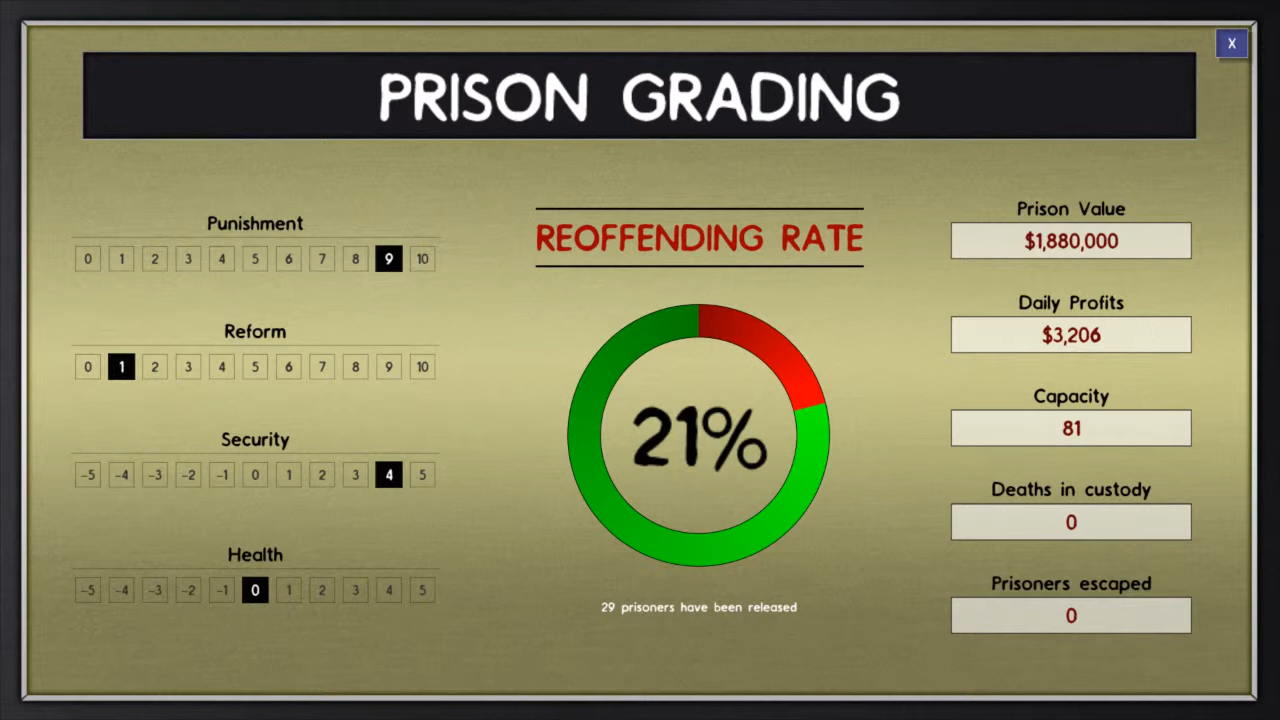 X
PRISON GRADING
Punishment
0 1 2 3 4 5 6 7 8 9 10
Reform
0 1 2 3 4 5 6 7 8 9 10
Security
-5 -4 -3 -2 -1 0 1 2 3 4 5
Health
-5 -4 -3 -2 -1 0 1 2 3 4 5
REOFFENDING RATE
21%
29 prisoners have been released
Prison Value
$1,880,000
Daily Profits
$3,206
Capacity
81
Deaths in custody
0
Prisoners escaped
0